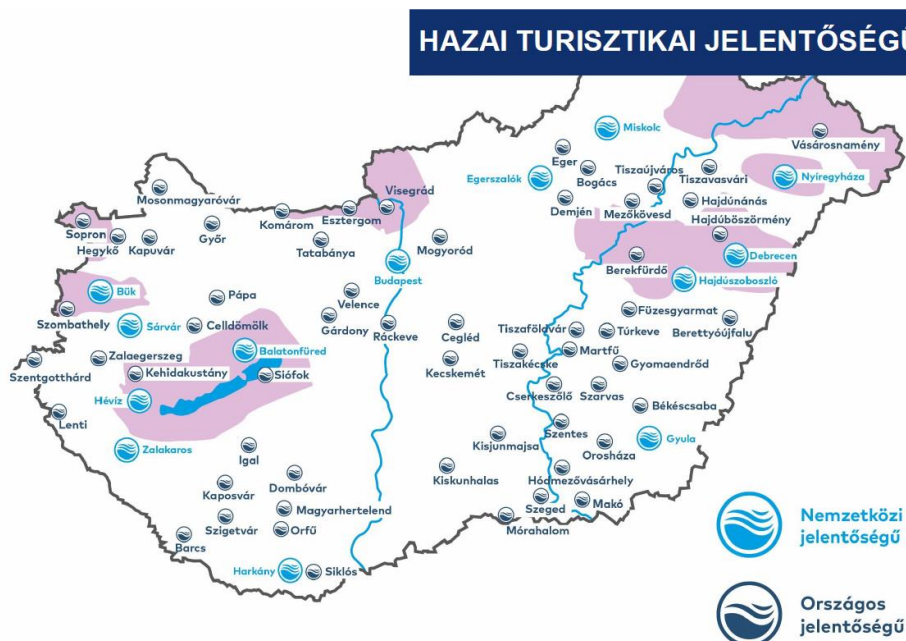 HAZAI TURISZTIKAI JELENTŐSÉGŰ
Miskolc
Vásárosnamény
Eger
Egerszalók
Bogács
Tiszaújváros
Tiszavasvári
Nyíregyháza
Visegrád
Mosonmagyaróvár
Demjén
Mezőkövesd
Hajdúnánás
Esztergom
Komárom
Sopron
Győr
Hajdúböszörmény
Hegykő
Kapuvár
Tatabánya
Mogyoród
Berekfürdő
Debrecen
Budapest
Hajdúszoboszló
Bük
Pápa
Velence
Szombathely
Sárvár
Celldömölk
Gárdony
Ráckeve
Cegléd
Tiszaföldvár
Túrkeve
Füzesgyarmat
Berettyóújfalu
Zalaegerszeg
Balatonfüred
Martfű
Szentgotthárd
Kehidakustány
Siófok
Kecskemét
Tiszakécske
Gyomaendrőd
Hévíz
Cserkeszőlő
Szarvas
Békéscsaba
Lenti
Zalakaros
Szentes
Kisjunmajsa
Orosháza
Gyula
Igal
Kiskunhalas
Hódmezővásárhely
Kaposvár
Dombóvár
Magyarhertelend
Szeged
Makó
Szigetvár
Orfű
Mórahalom
Barcs
Harkány
Siklós
Nemzetközi
jelentőségű
Országos
jelentőségű